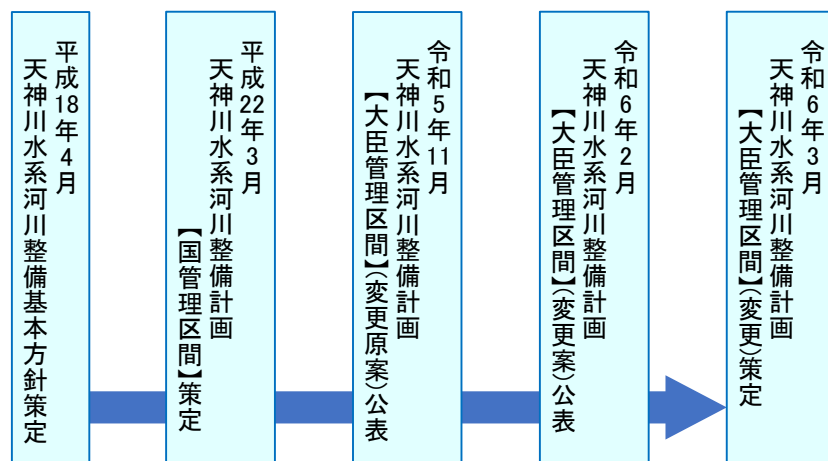 平成18年4月
天神川水系河川整備基本方針策定
平成22年3月
天神川水系河川整備計画
【国管理区間】策定
令和5年11月
天神川水系河川整備計画
【大臣管理区間】（変更原案）公表
令和6年2月
天神川水系河川整備計画
【大臣管理区間】（変更案）公表
令和6年3月
天神川水系河川整備計画
【大臣管理区間】（変更）策定